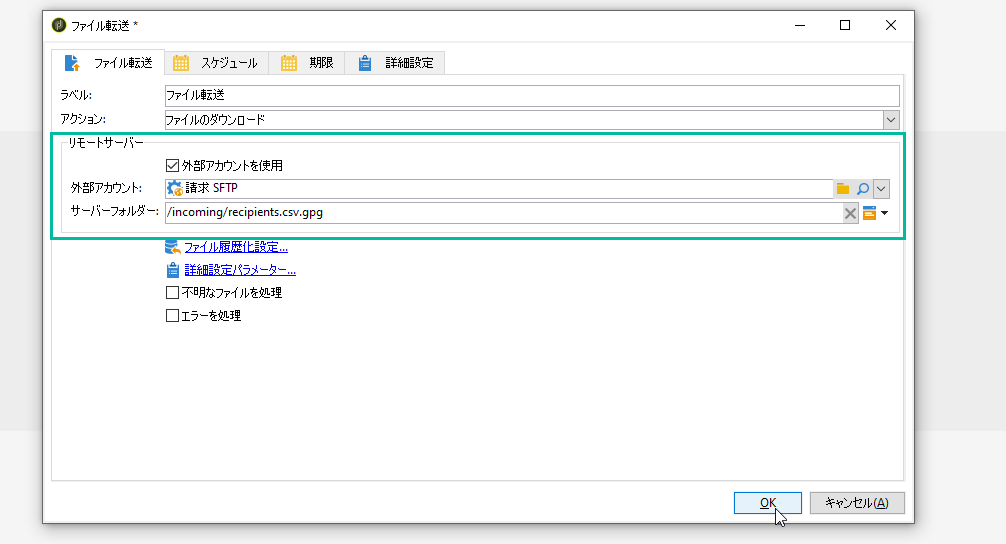 ファイル転送 *
ファイル転送 スケジュール 期限 詳細設定
ラベル: ファイル転送
アクション: ファイルのダウンロード
リモートサーバー
外部アカウントを使用
外部アカウント: 請求 SFTP
サーバーフォルダー: /incoming/recipients.csv.gpg
ファイル履歴化設定...
詳細設定パラメーター...
不明なファイルを処理
エラーを処理
OK キャンセル(A)